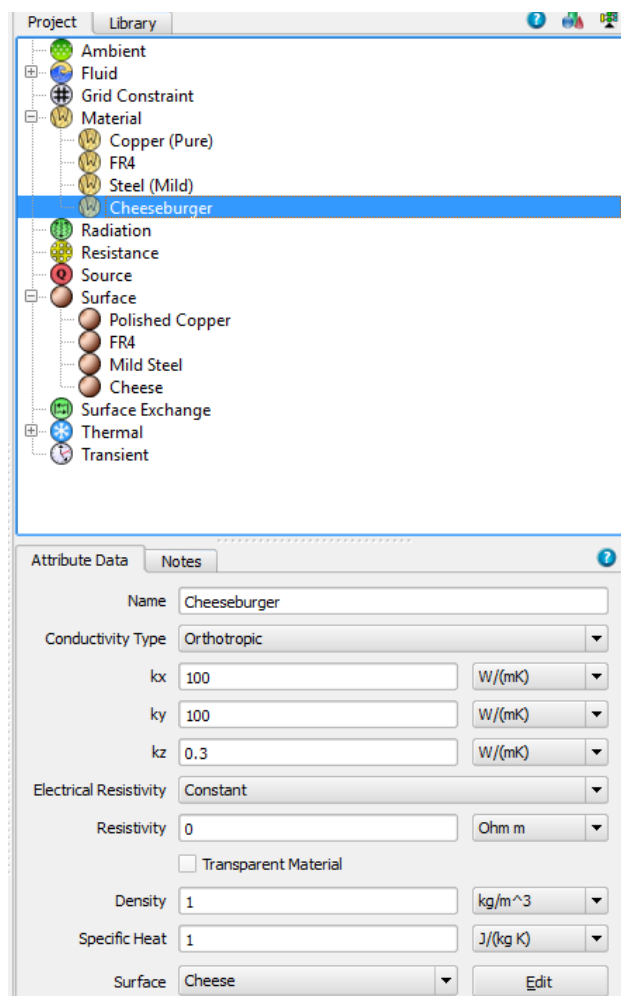 Project Library
Ambient
Fluid
Grid Constraint
Material
Copper (Pure)
FR4
Steel (Mild)
Cheeseburger
Radiation
Resistance
Source
Surface
Polished Copper
FR4
Mild Steel
Cheese
Surface Exchange
Thermal
Transient
Attribute Data Notes
Name Cheeseburger
Conductivity Type Orthotropic
kx 100 W/(mK)
ky 100 W/(mK)
kz 0.3 W/(mK)
Electrical Resistivity Constant
Resistivity 0 Ohm m
Transparent Material
Density 1 kg/m^3
Specific Heat 1 J/(kg K)
Surface Cheese Edit